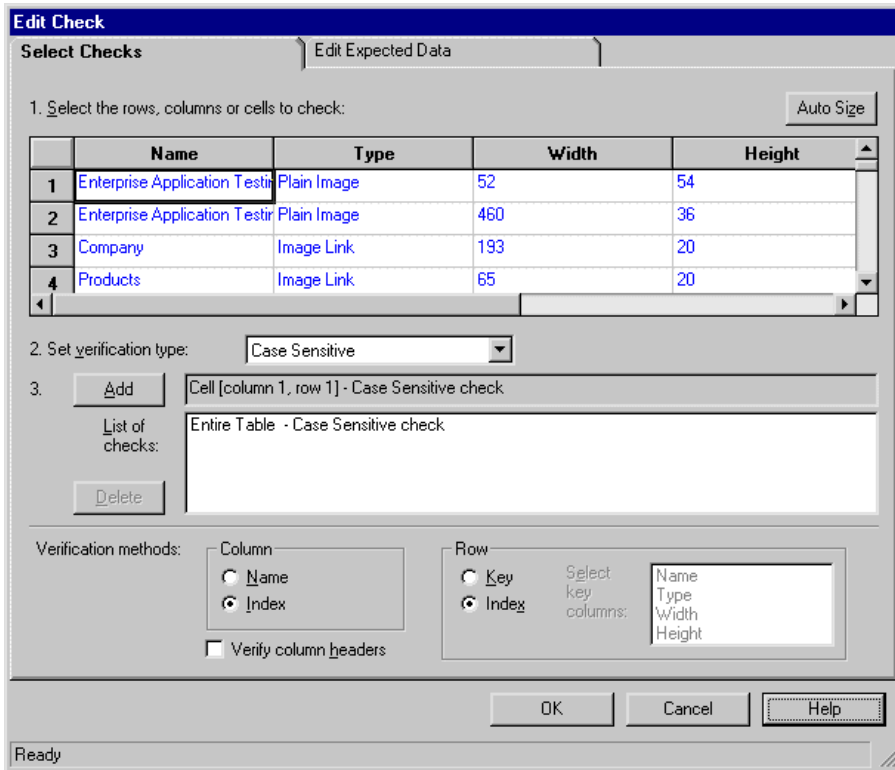 Edit Check
Select Checks Edit Expected Data
1. Select the rows, columns or cells to check: Auto Size
Name Type Width Height
1 Enterprise Application Testin Plain Image 52 54
2 Enterprise Application Testin Plain Image 460 36
3 Company Image Link 193 20
4 Products Image Link 65 20
2. Set verification type: Case Sensitive
3. Add Cell [column 1, row 1] - Case Sensitive check
List of checks: Entire Table - Case Sensitive check
Delete
Verification methods: Column Row
Name Key Select key columns: Name
Index Index Type
Width
Height
Verify column headers
OK Cancel Help
Ready